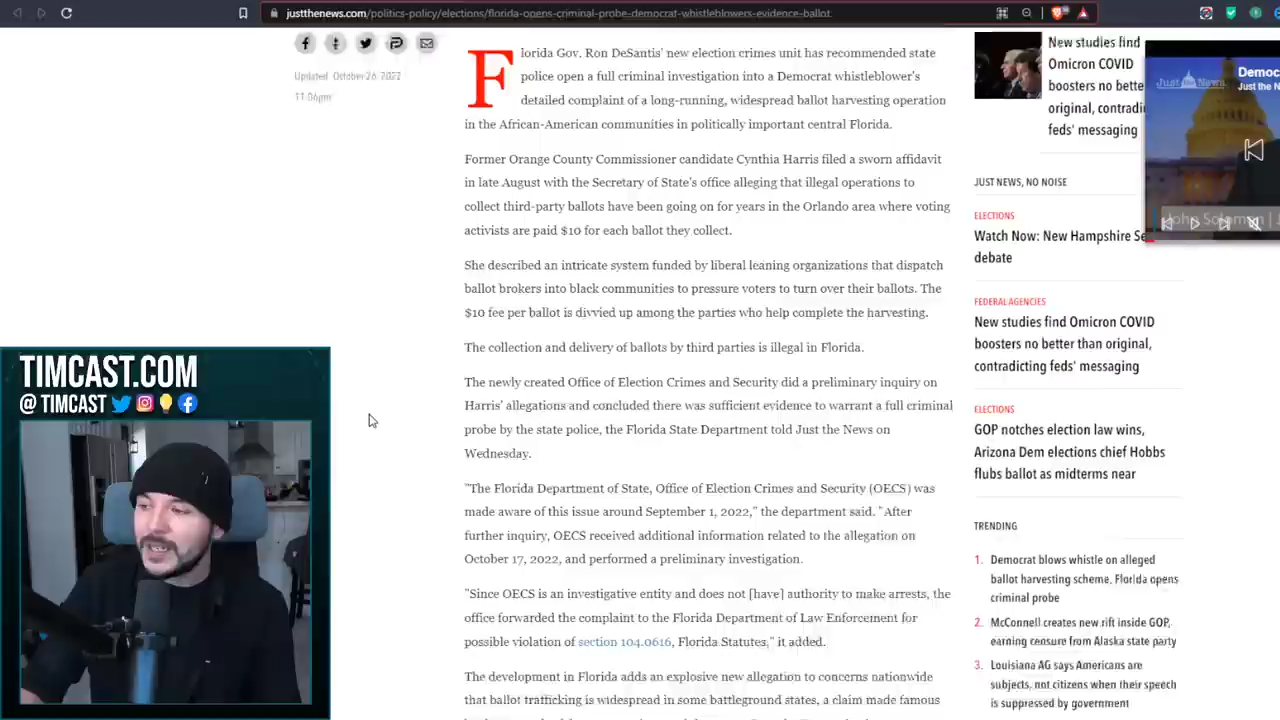 justthenews.com/politics-policy/elections/florida-opens-criminal-probe-democrat-whistleblowers-evidence-ballot
Updated October 26, 2022
11:06pm
Florida Gov. Ron DeSantis' new election crimes unit has recommended state
police open a full criminal investigation into a Democrat whistleblower's
detailed complaint of a long-running, widespread ballot harvesting operation
in the African-American communities in politically important central Florida.
Former Orange County Commissioner candidate Cynthia Harris filed a sworn affidavit
in late August with the Secretary of State's office alleging that illegal operations to
collect third-party ballots have been going on for years in the Orlando area where voting
activists are paid $10 for each ballot they collect.
She described an intricate system funded by liberal leaning organizations that dispatch
ballot brokers into black communities to pressure voters to turn over their ballots. The
$10 fee per ballot is divvied up among the parties who help complete the harvesting.
The collection and delivery of ballots by third parties is illegal in Florida.
The newly created Office of Election Crimes and Security did a preliminary inquiry on
Harris' allegations and concluded there was sufficient evidence to warrant a full criminal
probe by the state police, the Florida State Department told Just the News on
Wednesday.
"The Florida Department of State, Office of Election Crimes and Security (OECS) was
made aware of this issue around September 1, 2022," the department said. "After
further inquiry, OECS received additional information related to the allegation on
October 17, 2022, and performed a preliminary investigation.
"Since OECS is an investigative entity and does not [have] authority to make arrests, the
office forwarded the complaint to the Florida Department of Law Enforcement for
possible violation of section 104.0616, Florida Statutes," it added.
The development in Florida adds an explosive new allegation to concerns nationwide
that ballot trafficking is widespread in some battleground states, a claim made famous
New studies find
Omicron COVID
boosters no bette
original, contradic
feds' messaging
Just News
Democ
Just the N
John Solomon | J
JUST NEWS, NO NOISE
ELECTIONS
Watch Now: New Hampshire Se
debate
FEDERAL AGENCIES
New studies find Omicron COVID
boosters no better than original,
contradicting feds' messaging
ELECTIONS
GOP notches election law wins,
Arizona Dem elections chief Hobbs
flubs ballot as midterms near
TRENDING
1. Democrat blows whistle on alleged
ballot harvesting scheme, Florida opens
criminal probe
2. McConnell creates new rift inside GOP,
earning censure from Alaska state party
3. Louisiana AG says Americans are
subjects, not citizens when their speech
is suppressed by government
TIMCAST.COM
@ TIMCAST